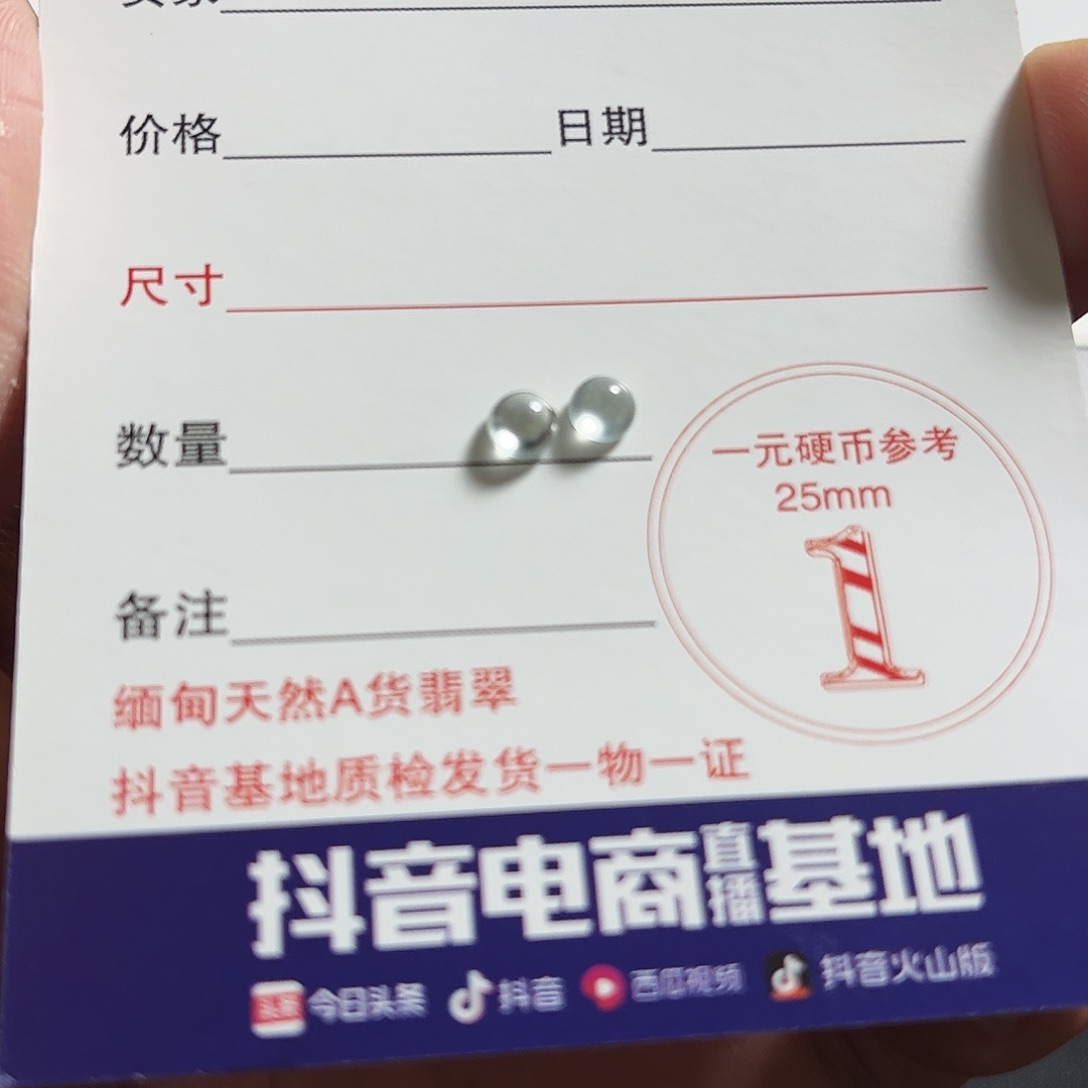 价格 日期
尺寸
数量
一元硬币参考
25mm
1
备注
缅甸天然A货翡翠
抖音基地质检发货一物一证
抖音电商直播基地
头条 今日头条 抖音 西瓜视频 抖音火山版